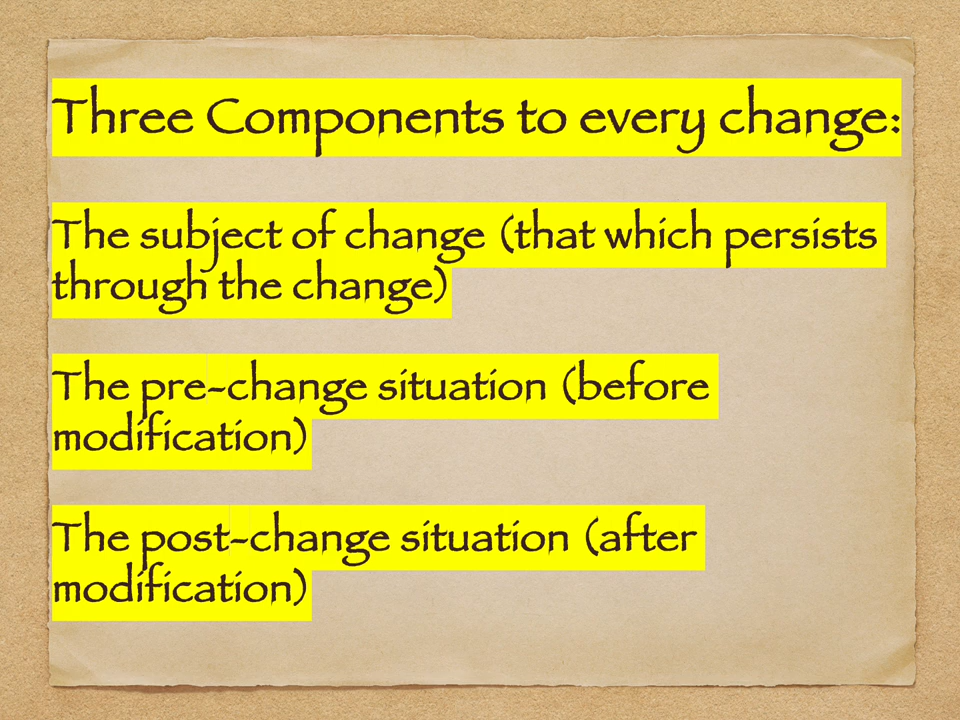 Three Components to every change:
The subject of change (that which persists
through the change)
The pre-change situation (before
modification)
The post-change situation (after
modification)